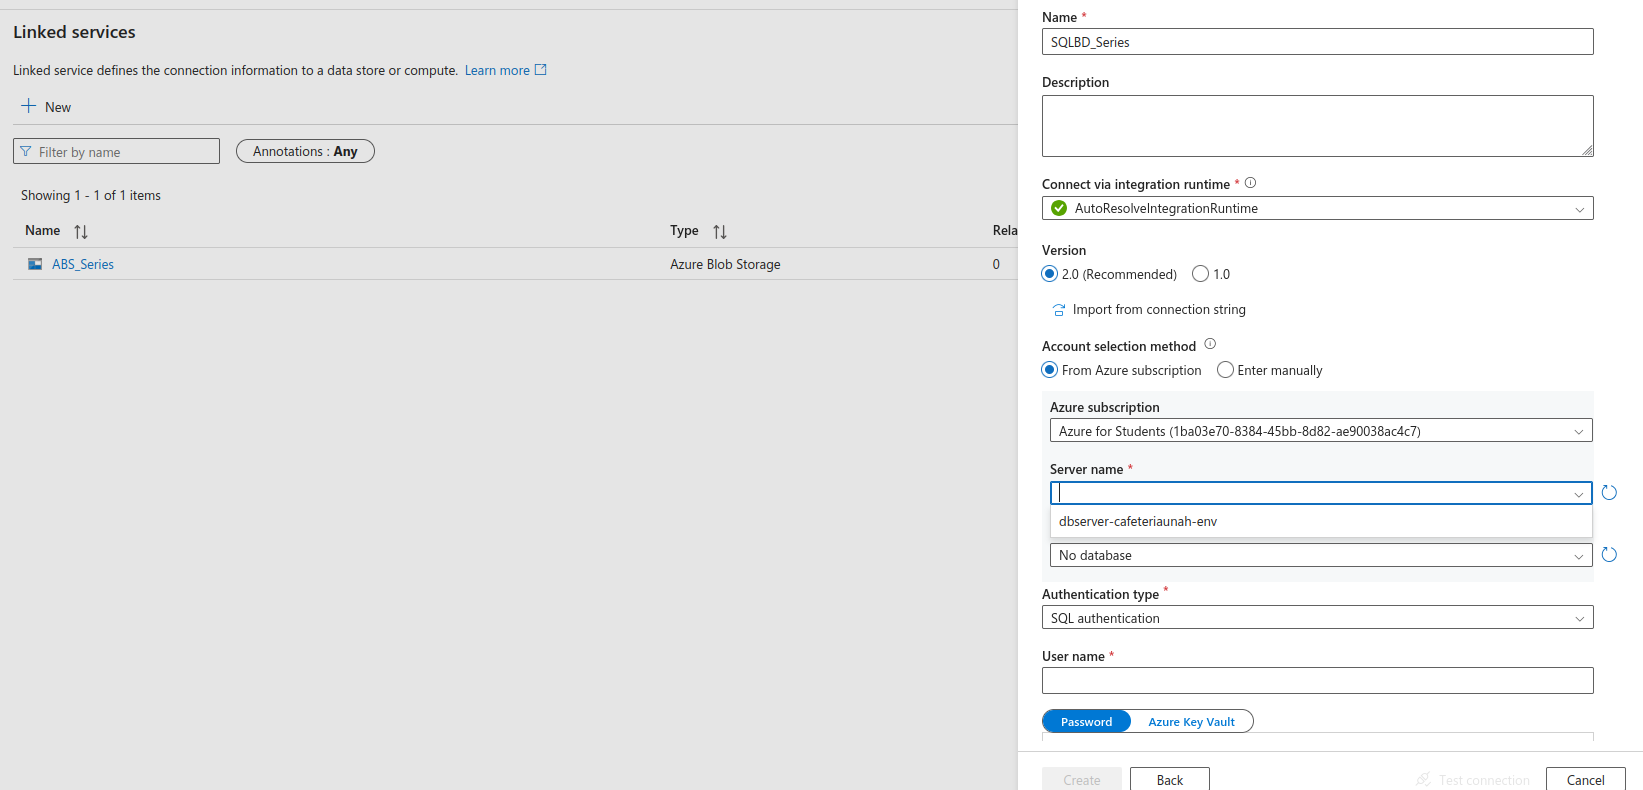 Linked services
Linked service defines the connection information to a data store or compute. Learn more
New
Filter by name
Annotations : Any
Showing 1 - 1 of 1 items
Name Type Rela
ABS_Series Azure Blob Storage 0
Name *
SQLBD_Series
Description
Connect via integration runtime *
AutoResolveIntegrationRuntime
Version
2.0 (Recommended) 1.0
Import from connection string
Account selection method
From Azure subscription Enter manually
Azure subscription
Azure for Students (1ba03e70-8384-45bb-8d82-ae90038ac4c7)
Server name *
dbserver-cafeteriaunah-env
No database
Authentication type *
SQL authentication
User name *
Password Azure Key Vault
Create Back Test connection Cancel